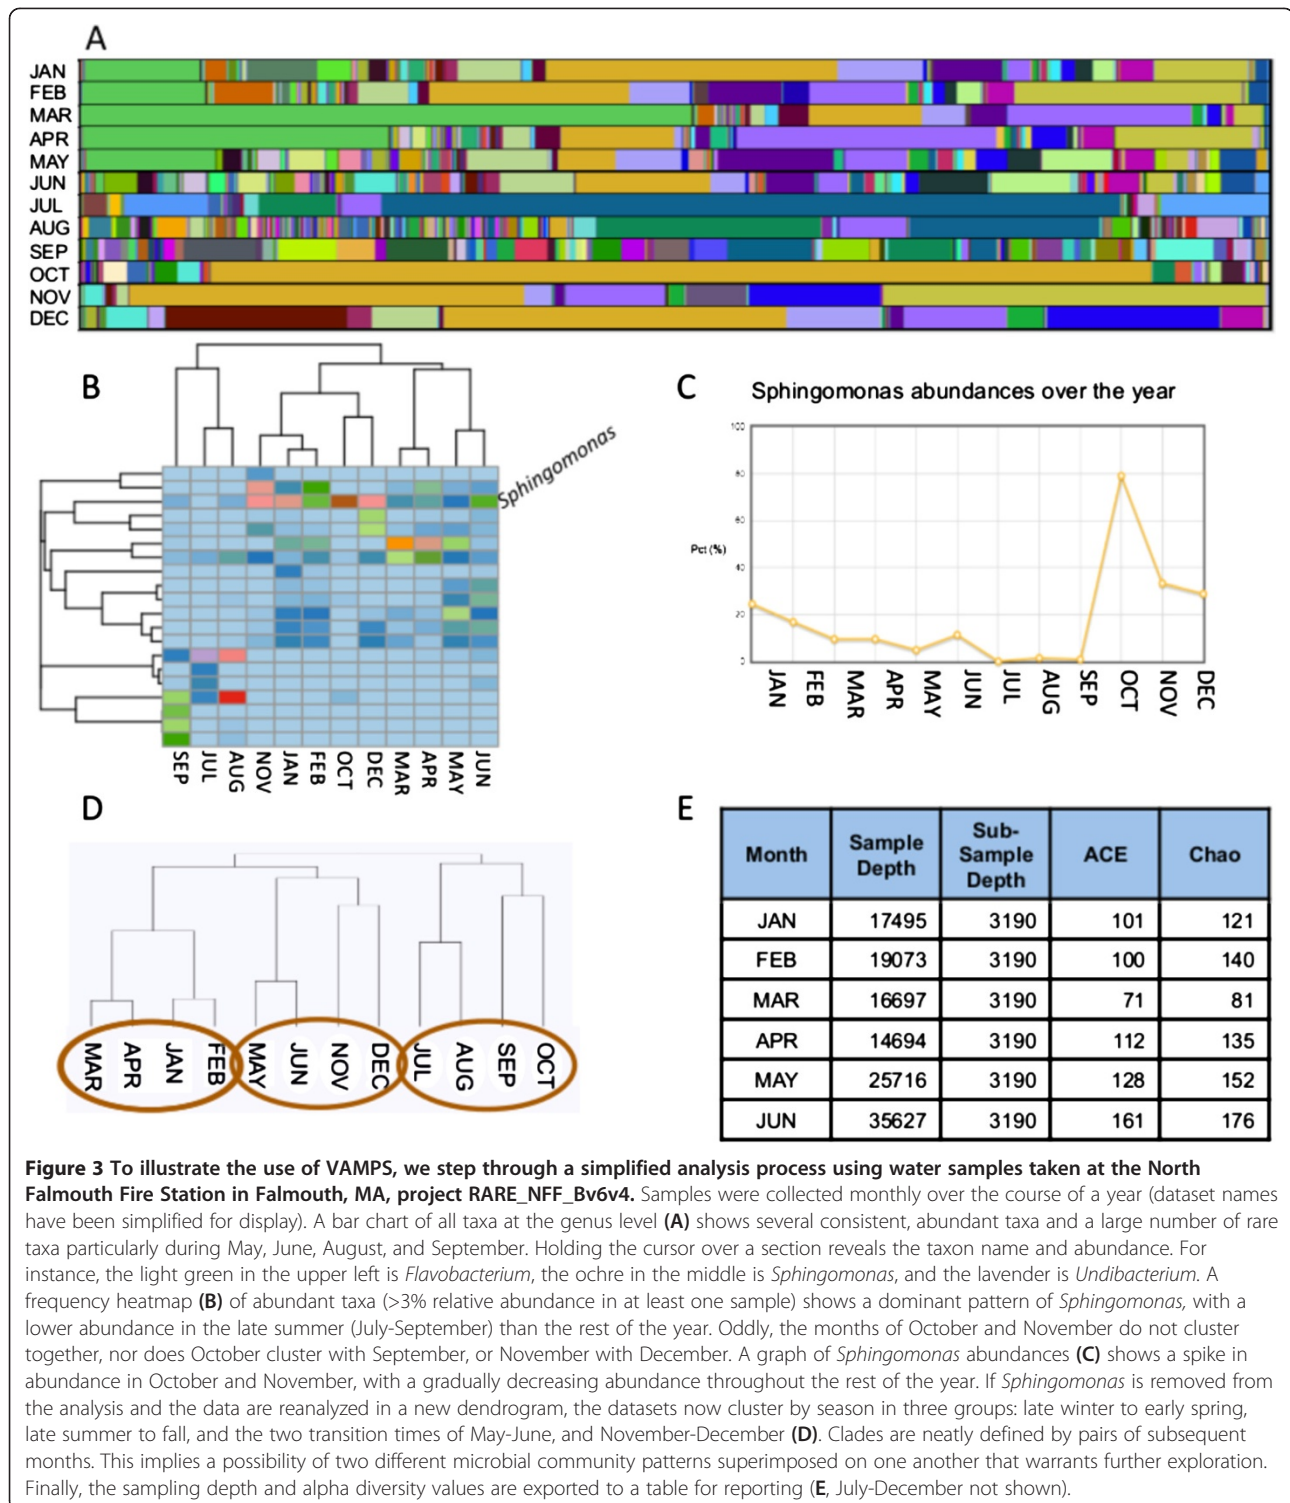 A
JAN
FEB
MAR
APR
MAY
JUN
JUL
AUG
SEP
OCT
NOV
DEC
B
Sphingomonas
SEP
JUL
AUG
NOV
JAN
FEB
OCT
DEC
MAR
APR
MAY
JUN
C
Sphingomonas abundances over the year
100
80
60
Pct (%)
40
20
0
JAN
FEB
MAR
APR
MAY
JUN
JUL
AUG
SEP
OCT
NOV
DEC
D
MAR
APR
JAN
FEB
MAY
JUN
NOV
DEC
JUL
AUG
SEP
OCT
E
Month Sample Depth Sub-Sample Depth ACE Chao
JAN 17495 3190 101 121
FEB 19073 3190 100 140
MAR 16697 3190 71 81
APR 14694 3190 112 135
MAY 25716 3190 128 152
JUN 35627 3190 161 176
Figure 3 To illustrate the use of VAMPS, we step through a simplified analysis process using water samples taken at the North
Falmouth Fire Station in Falmouth, MA, project RARE_NFF_Bv6v4. Samples were collected monthly over the course of a year (dataset names
have been simplified for display). A bar chart of all taxa at the genus level (A) shows several consistent, abundant taxa and a large number of rare
taxa particularly during May, June, August, and September. Holding the cursor over a section reveals the taxon name and abundance. For
instance, the light green in the upper left is Flavobacterium, the ochre in the middle is Sphingomonas, and the lavender is Undibacterium. A
frequency heatmap (B) of abundant taxa (>3% relative abundance in at least one sample) shows a dominant pattern of Sphingomonas, with a
lower abundance in the late summer (July-September) than the rest of the year. Oddly, the months of October and November do not cluster
together, nor does October cluster with September, or November with December. A graph of Sphingomonas abundances (C) shows a spike in
abundance in October and November, with a gradually decreasing abundance throughout the rest of the year. If Sphingomonas is removed from
the analysis and the data are reanalyzed in a new dendrogram, the datasets now cluster by season in three groups: late winter to early spring,
late summer to fall, and the two transition times of May-June, and November-December (D). Clades are neatly defined by pairs of subsequent
months. This implies a possibility of two different microbial community patterns superimposed on one another that warrants further exploration.
Finally, the sampling depth and alpha diversity values are exported to a table for reporting (E, July-December not shown).